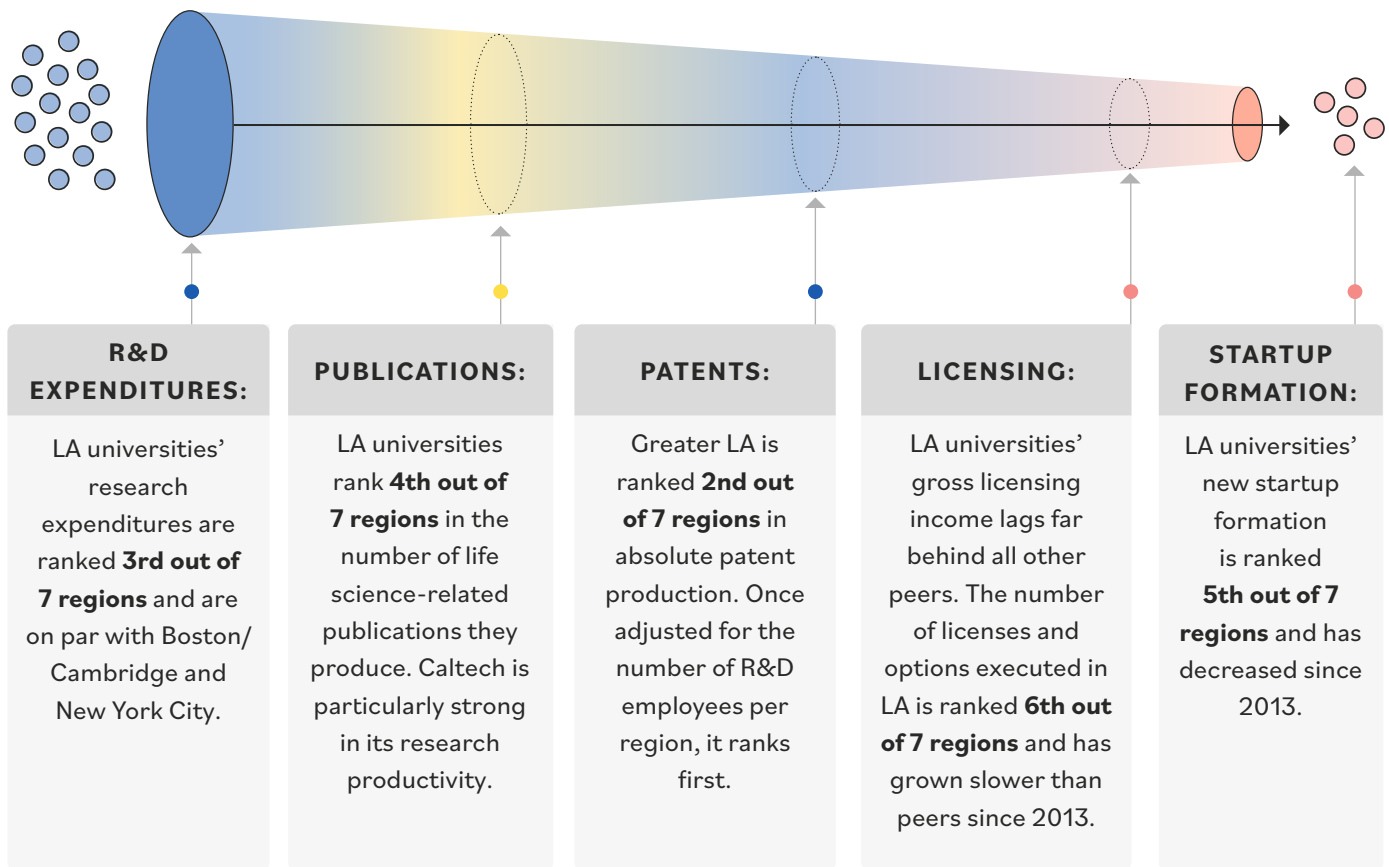 R&D
EXPENDITURES:
LA universities’
research
expenditures are
ranked 3rd out of
7 regions and are
on par with Boston/
Cambridge and
New York City.
PUBLICATIONS:
LA universities
rank 4th out of
7 regions in the
number of life
science-related
publications they
produce. Caltech is
particularly strong
in its research
productivity.
PATENTS:
Greater LA is
ranked 2nd out
of 7 regions in
absolute patent
production. Once
adjusted for the
number of R&D
employees per
region, it ranks
first.
LICENSING:
LA universities’
gross licensing
income lags far
behind all other
peers. The number
of licenses and
options executed in
LA is ranked 6th out
of 7 regions and has
grown slower than
peers since 2013.
STARTUP
FORMATION:
LA universities’
new startup
formation
is ranked
5th out of 7
regions and has
decreased since
2013.